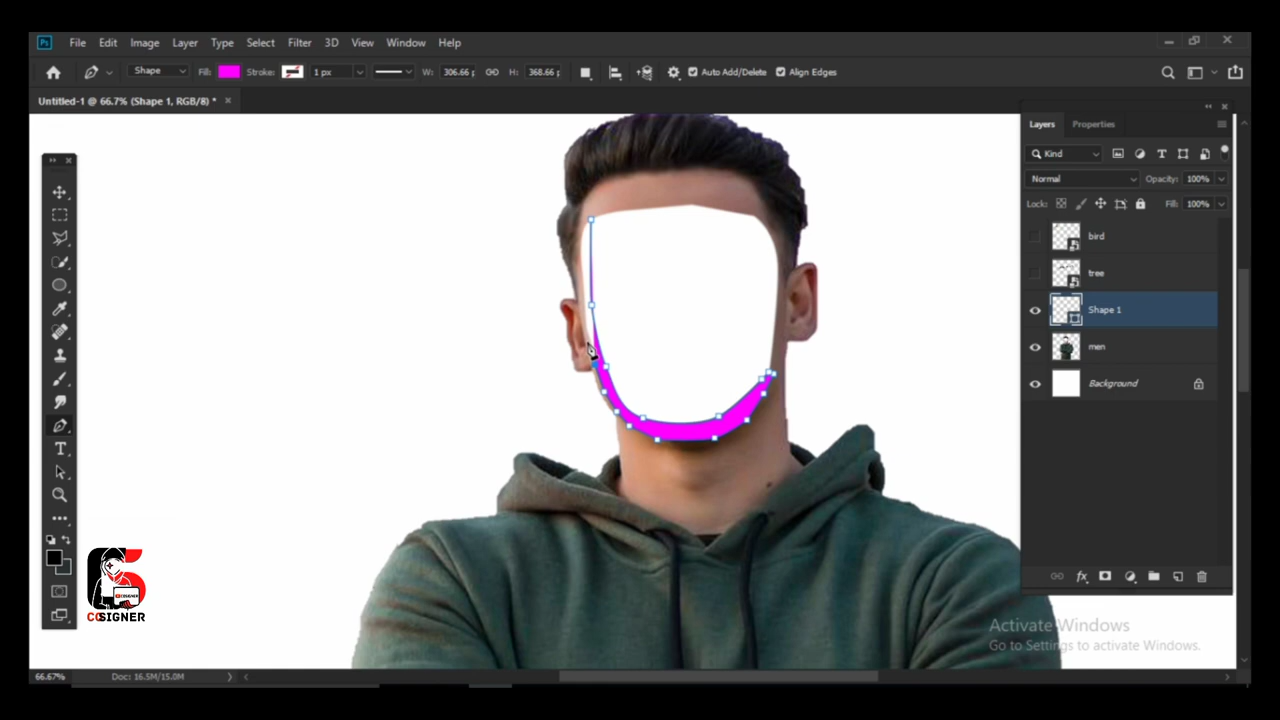 Ps File Edit Image Layer Type Select Filter 3D View Window Help
Shape Fill: Stroke: 1 px W: 306.66 p H: 368.66 p Auto Add/Delete Align Edges
Untitled-1 @ 66.7% (Shape 1, RGB/8) *
Layers Properties
Kind
Normal Opacity: 100%
Lock: Fill: 100%
bird
tree
Shape 1
men
Background
COSIGNER
Activate Windows
Go to Settings to activate Windows.
66.67% Doc: 16.5M/15.0M